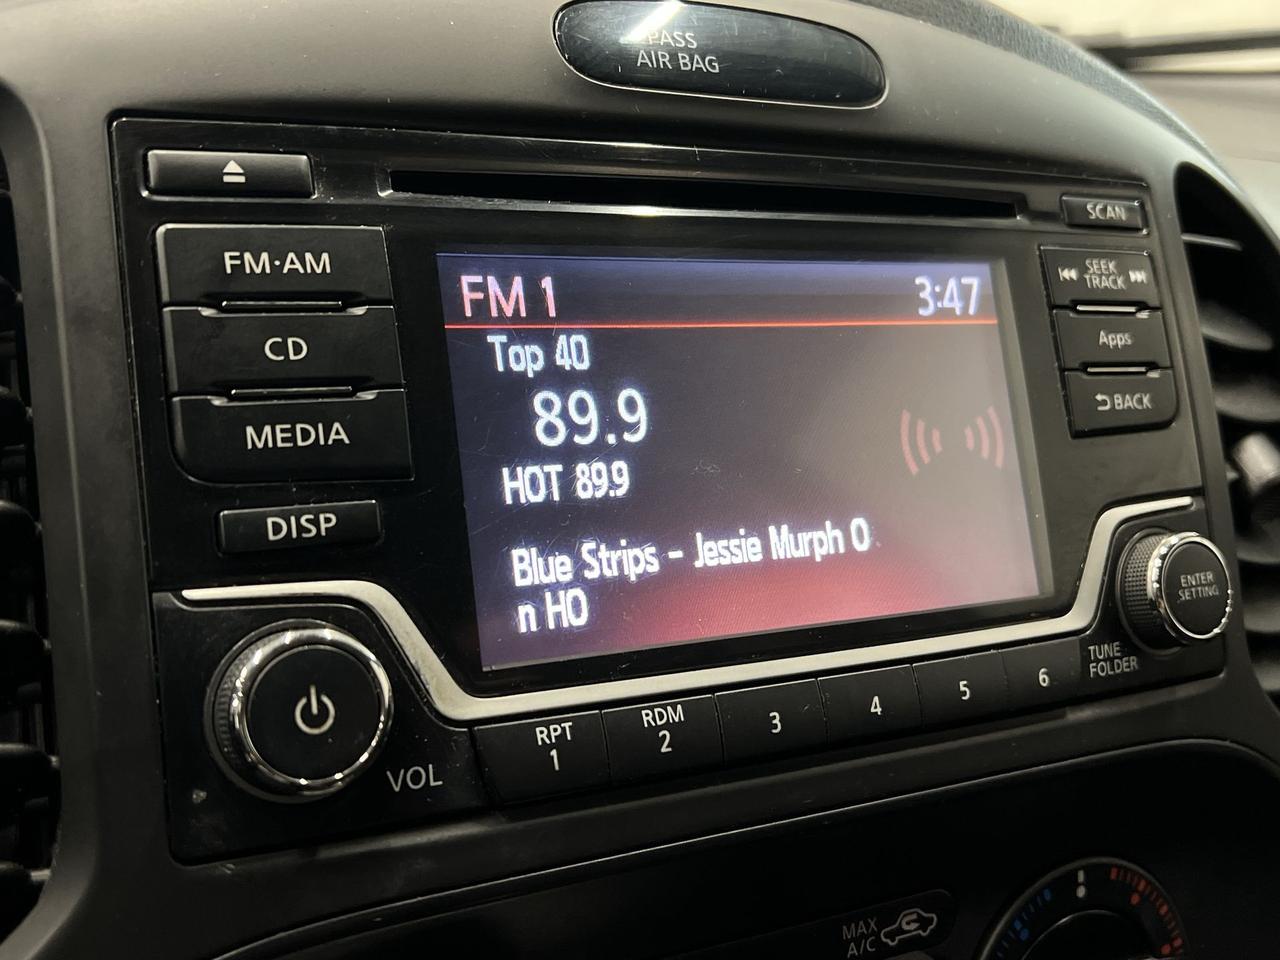 PASS
AIR BAG
SCAN
FM·AM
CD
MEDIA
DISP
FM 1
3:47
Top 40
89.9
HOT 89.9
Blue Strips - Jessie Murph O
n HO
SEEK
TRACK
Apps
BACK
ENTER
SETTING
TUNE
FOLDER
VOL
RPT
1
RDM
2
3
4
5
6
MAX
A/C